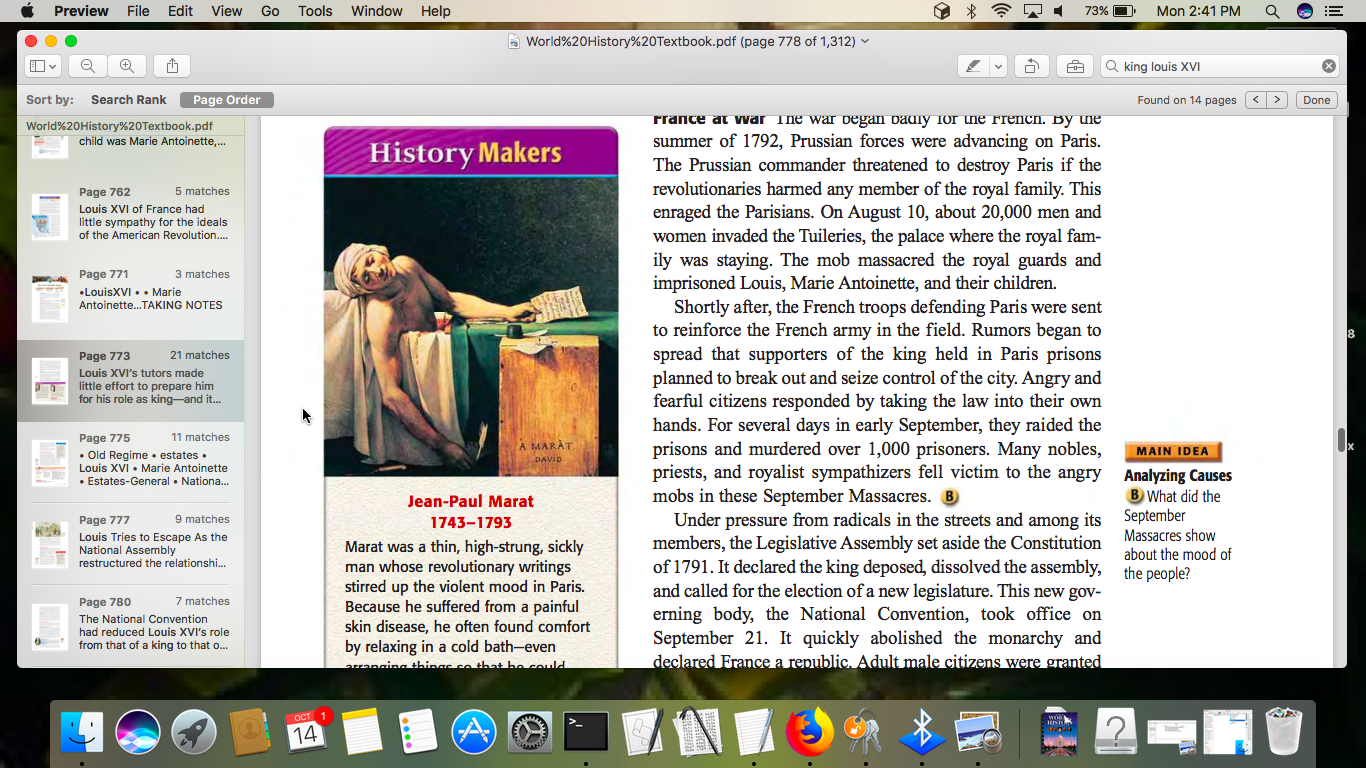 Preview File Edit View Go Tools Window Help 73% Mon 2:41 PM
World%20History%20Textbook.pdf (page 778 of 1,312)
king louis XVI
Sort by: Search Rank Page Order Found on 14 pages < > Done
World%20History%20Textbook.pdf
child was Marie Antoinette,...
Page 762 5 matches
Louis XVI of France had
little sympathy for the ideals
of the American Revolution....
Page 771 3 matches
•LouisXVI • • Marie
Antoinette...TAKING NOTES
Page 773 21 matches
Louis XVI's tutors made
little effort to prepare him
for his role as king—and it...
Page 775 11 matches
• Old Regime • estates •
Louis XVI • Marie Antoinette
• Estates-General • Nationa...
Page 777 9 matches
Louis Tries to Escape As the
National Assembly
restructured the relationshi...
Page 780 7 matches
The National Convention
had reduced Louis XVI's role
from that of a king to that o...
History Makers
À MARÀT
DAVID
Jean-Paul Marat
1743–1793
Marat was a thin, high-strung, sickly
man whose revolutionary writings
stirred up the violent mood in Paris.
Because he suffered from a painful
skin disease, he often found comfort
by relaxing in a cold bath—even
arranging things so that he could
France at War The war began badly for the French. By the
summer of 1792, Prussian forces were advancing on Paris.
The Prussian commander threatened to destroy Paris if the
revolutionaries harmed any member of the royal family. This
enraged the Parisians. On August 10, about 20,000 men and
women invaded the Tuileries, the palace where the royal fam-
ily was staying. The mob massacred the royal guards and
imprisoned Louis, Marie Antoinette, and their children.
Shortly after, the French troops defending Paris were sent
to reinforce the French army in the field. Rumors began to
spread that supporters of the king held in Paris prisons
planned to break out and seize control of the city. Angry and
fearful citizens responded by taking the law into their own
hands. For several days in early September, they raided the
prisons and murdered over 1,000 prisoners. Many nobles,
priests, and royalist sympathizers fell victim to the angry
mobs in these September Massacres. B
Under pressure from radicals in the streets and among its
members, the Legislative Assembly set aside the Constitution
of 1791. It declared the king deposed, dissolved the assembly,
and called for the election of a new legislature. This new gov-
erning body, the National Convention, took office on
September 21. It quickly abolished the monarchy and
declared France a republic. Adult male citizens were granted
MAIN IDEA
Analyzing Causes
B What did the
September
Massacres show
about the mood of
the people?
8
x
OCT
14
1